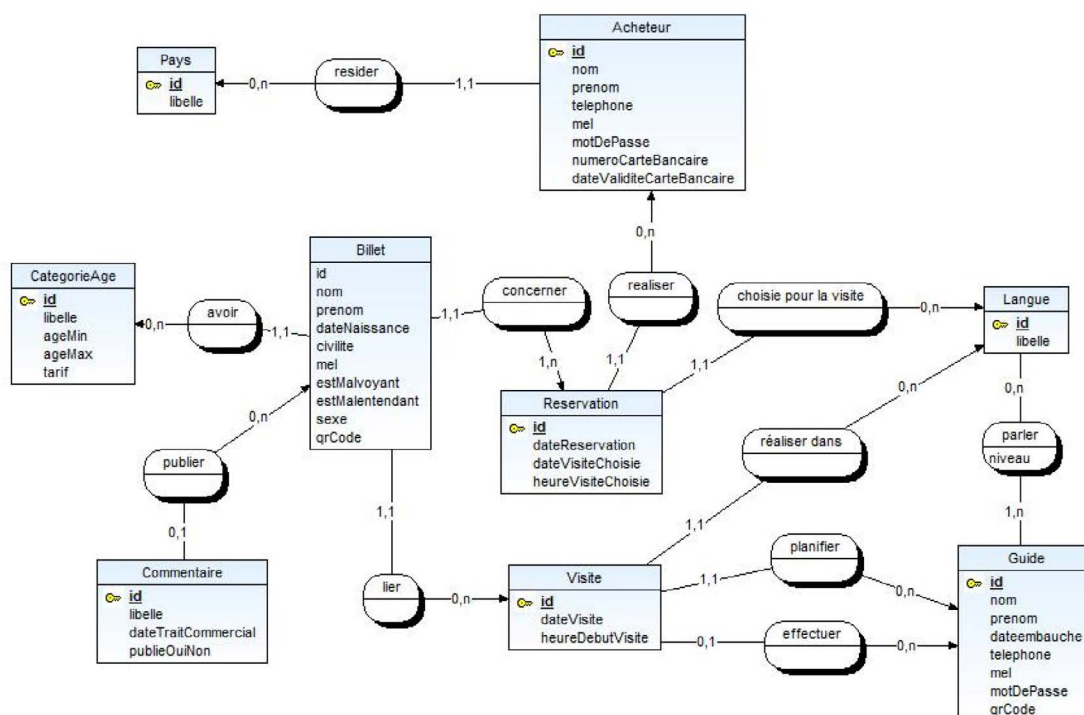 Acheteur
id
nom
prenom
telephone
mel
motDePasse
numeroCarteBancaire
dateValiditeCarteBancaire
Pays
id
libelle
0,n
resider
1,1
0,n
Billet
id
nom
prenom
dateNaissance
civilite
mel
estMalvoyant
estMalentendant
sexe
qrCode
CategorieAge
id
libelle
ageMin
ageMax
tarif
0,n
avoir
1,1
1,1
concerner
1,n
realiser
1,1
choisie pour la visite
1,1
0,n
Langue
id
libelle
Reservation
id
dateReservation
dateVisiteChoisie
heureVisiteChoisie
0,n
publier
0,1
0,n
réaliser dans
1,1
0,n
parler
niveau
1,n
1,1
lier
0,n
Commentaire
id
libelle
dateTraitCommercial
publieOuiNon
Visite
id
dateVisite
heureDebutVisite
1,1
planifier
0,n
0,1
effectuer
0,n
Guide
id
nom
prenom
dateembauche
telephone
mel
motDePasse
qrCode